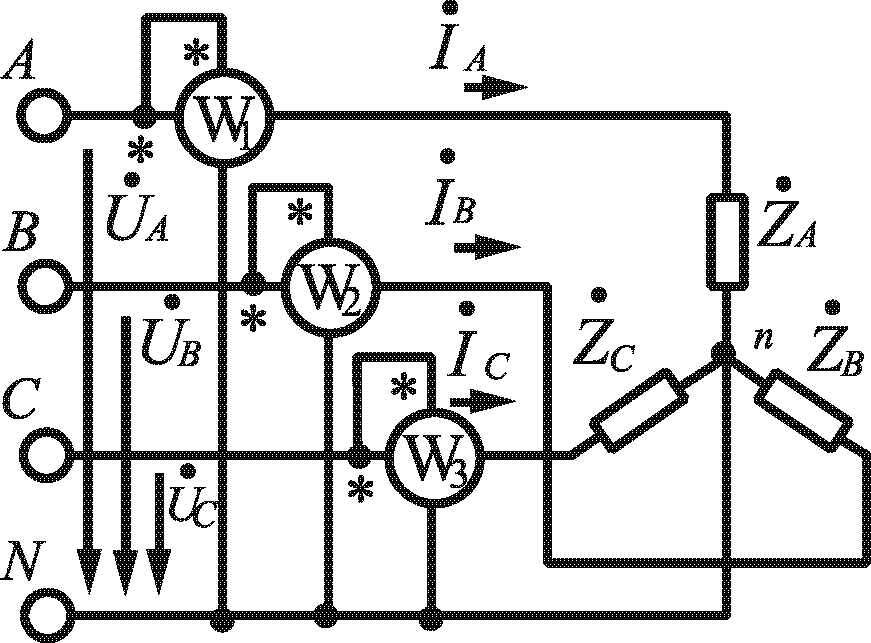 A * W1 * İA
U̇A ŻA
B * W2 * İB
U̇B ŻC n ŻB
C * W3 * İC
U̇C
N